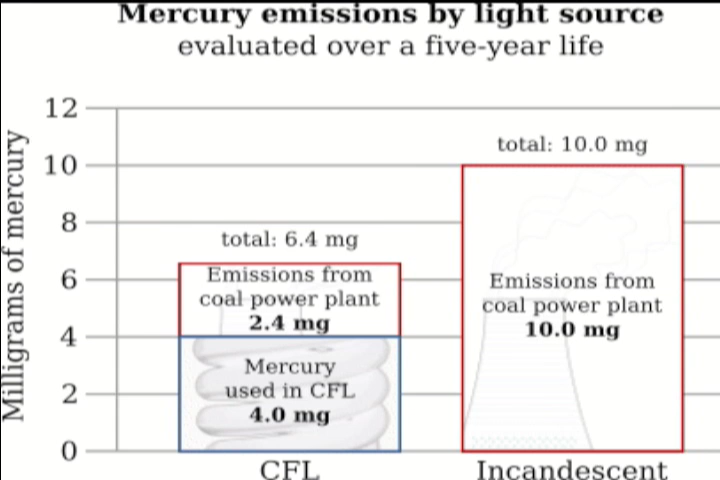 Mercury emissions by light source
evaluated over a five-year life
Milligrams of mercury
12
10
8
6
4
2
0
total: 6.4 mg
Emissions from
coal power plant
2.4 mg
Mercury
used in CFL
4.0 mg
total: 10.0 mg
Emissions from
coal power plant
10.0 mg
CFL
Incandescent